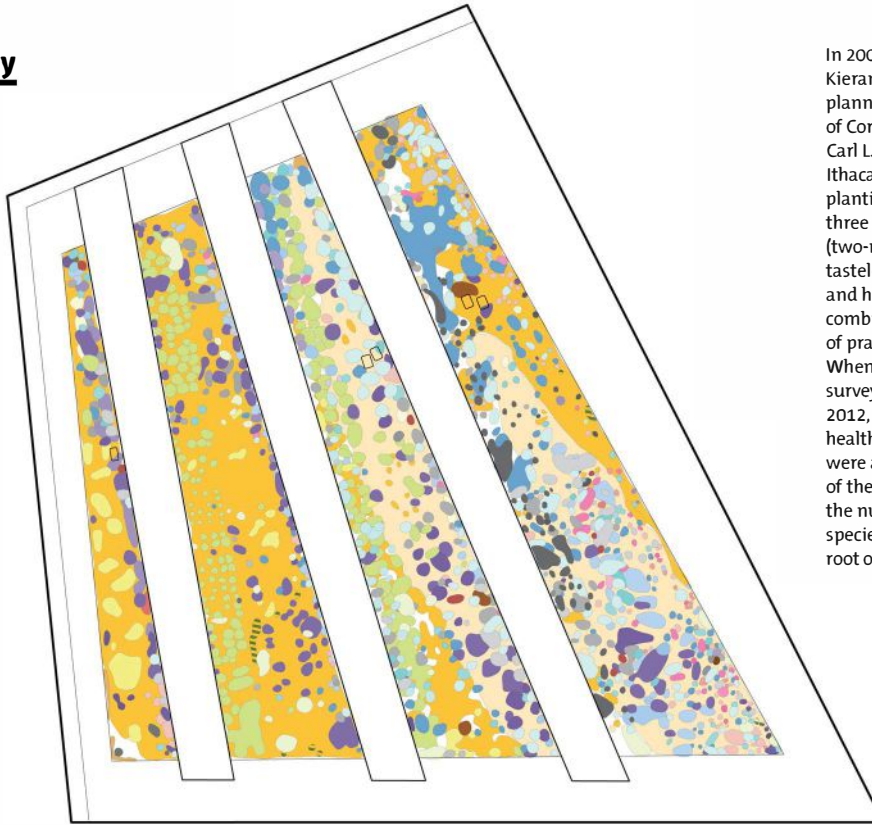 y
In 200
Kieran
plann
of Cor
Carl L.
Ithaca
planti
three
(two-r
tastel
and h
comb
of pra
When
survey
2012,
health
were a
of the
the nu
specie
root o